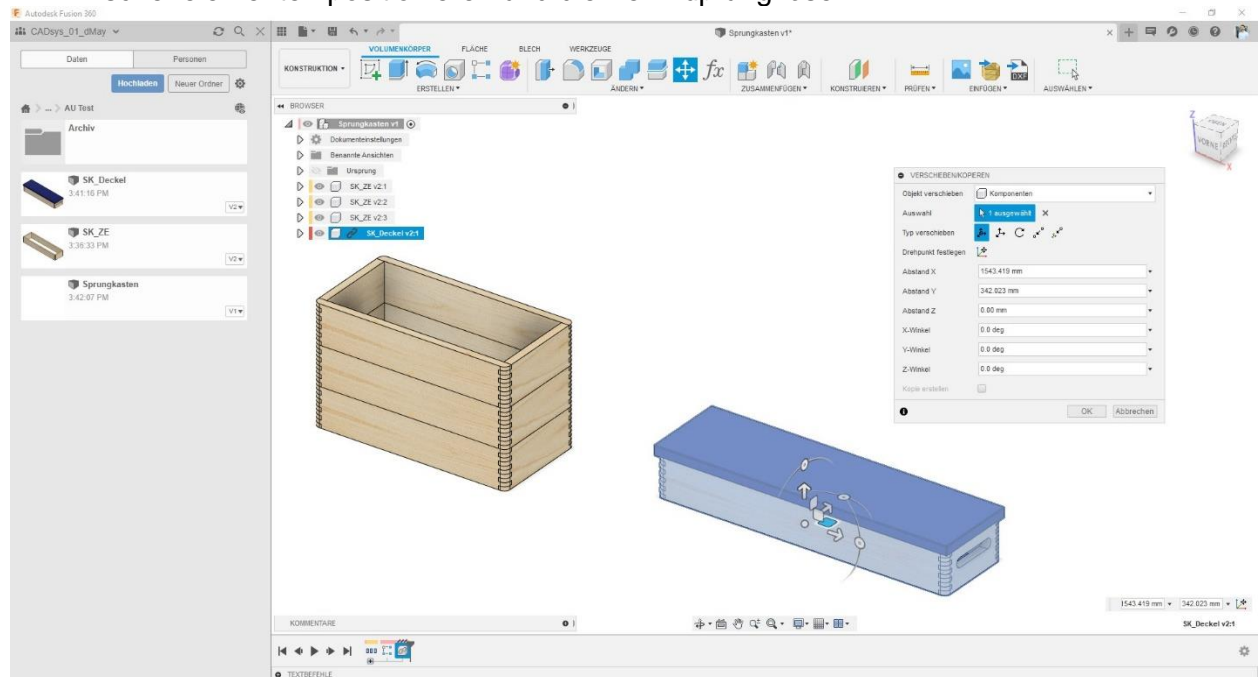 Autodesk Fusion 360
CADsys_01_dMay
Sprungkasten v1*
Daten
Personen
Hochladen
Neuer Ordner
... > AU Test
Archiv
SK_Deckel
3:41:16 PM
V2
SK_ZE
3:38:33 PM
V2
Sprungkasten
3:42:07 PM
V1
VOLUMENKÖRPER
FLÄCHE
BLECH
WERKZEUGE
KONSTRUKTION
fx
DXF
ERSTELLEN
ÄNDERN
ZUSAMMENFÜGEN
KONSTRUIEREN
PRÜFEN
EINFÜGEN
AUSWÄHLEN
BROWSER
Sprungkasten v1
Dokumenteinstellungen
Benannte Ansichten
Ursprung
SK_ZE v2:1
SK_ZE v2:2
SK_ZE v2:3
SK_Deckel v2:1
Z
VORNE
X
VERSCHIEBEN/KOPIEREN
Objekt verschieben Komponenten
Auswahl 1 ausgewählt
Typ verschieben
Drehpunkt festlegen
Abstand X 1543.419 mm
Abstand Y 342.023 mm
Abstand Z 0.00 mm
X-Winkel 0.0 deg
Y-Winkel 0.0 deg
Z-Winkel 0.0 deg
Kopie erstellen
OK Abbrechen
1543.419 mm 342.023 mm
KOMMENTARE
SK_Deckel v2:1
TEXTBEFEHLE